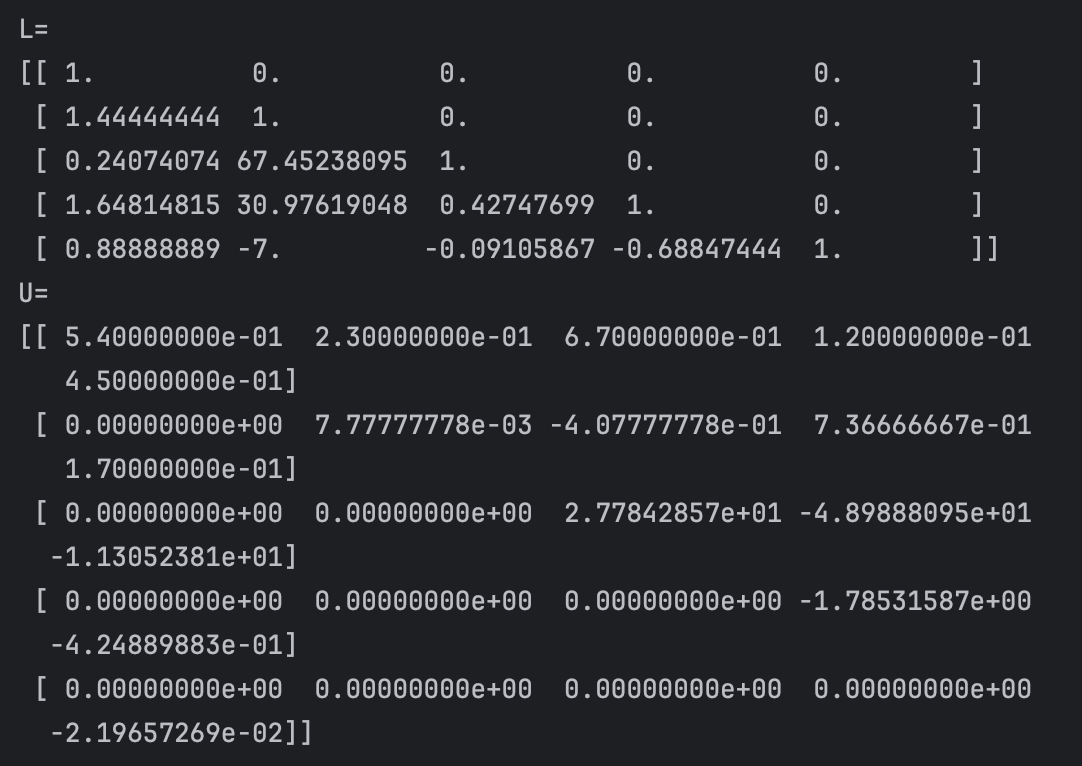 L=
[[ 1.          0.          0.          0.          0.        ]
 [ 1.44444444  1.          0.          0.          0.        ]
 [ 0.24074074 67.45238095  1.          0.          0.        ]
 [ 1.64814815 30.97619048  0.42747699  1.          0.        ]
 [ 0.88888889 -7.         -0.09105867 -0.68847444  1.        ]]
U=
[[ 5.40000000e-01  2.30000000e-01  6.70000000e-01  1.20000000e-01
   4.50000000e-01]
 [ 0.00000000e+00  7.77777778e-03 -4.07777778e-01  7.36666667e-01
   1.70000000e-01]
 [ 0.00000000e+00  0.00000000e+00  2.77842857e+01 -4.89888095e+01
  -1.13052381e+01]
 [ 0.00000000e+00  0.00000000e+00  0.00000000e+00 -1.78531587e+00
  -4.24889883e-01]
 [ 0.00000000e+00  0.00000000e+00  0.00000000e+00  0.00000000e+00
  -2.19657269e-02]]